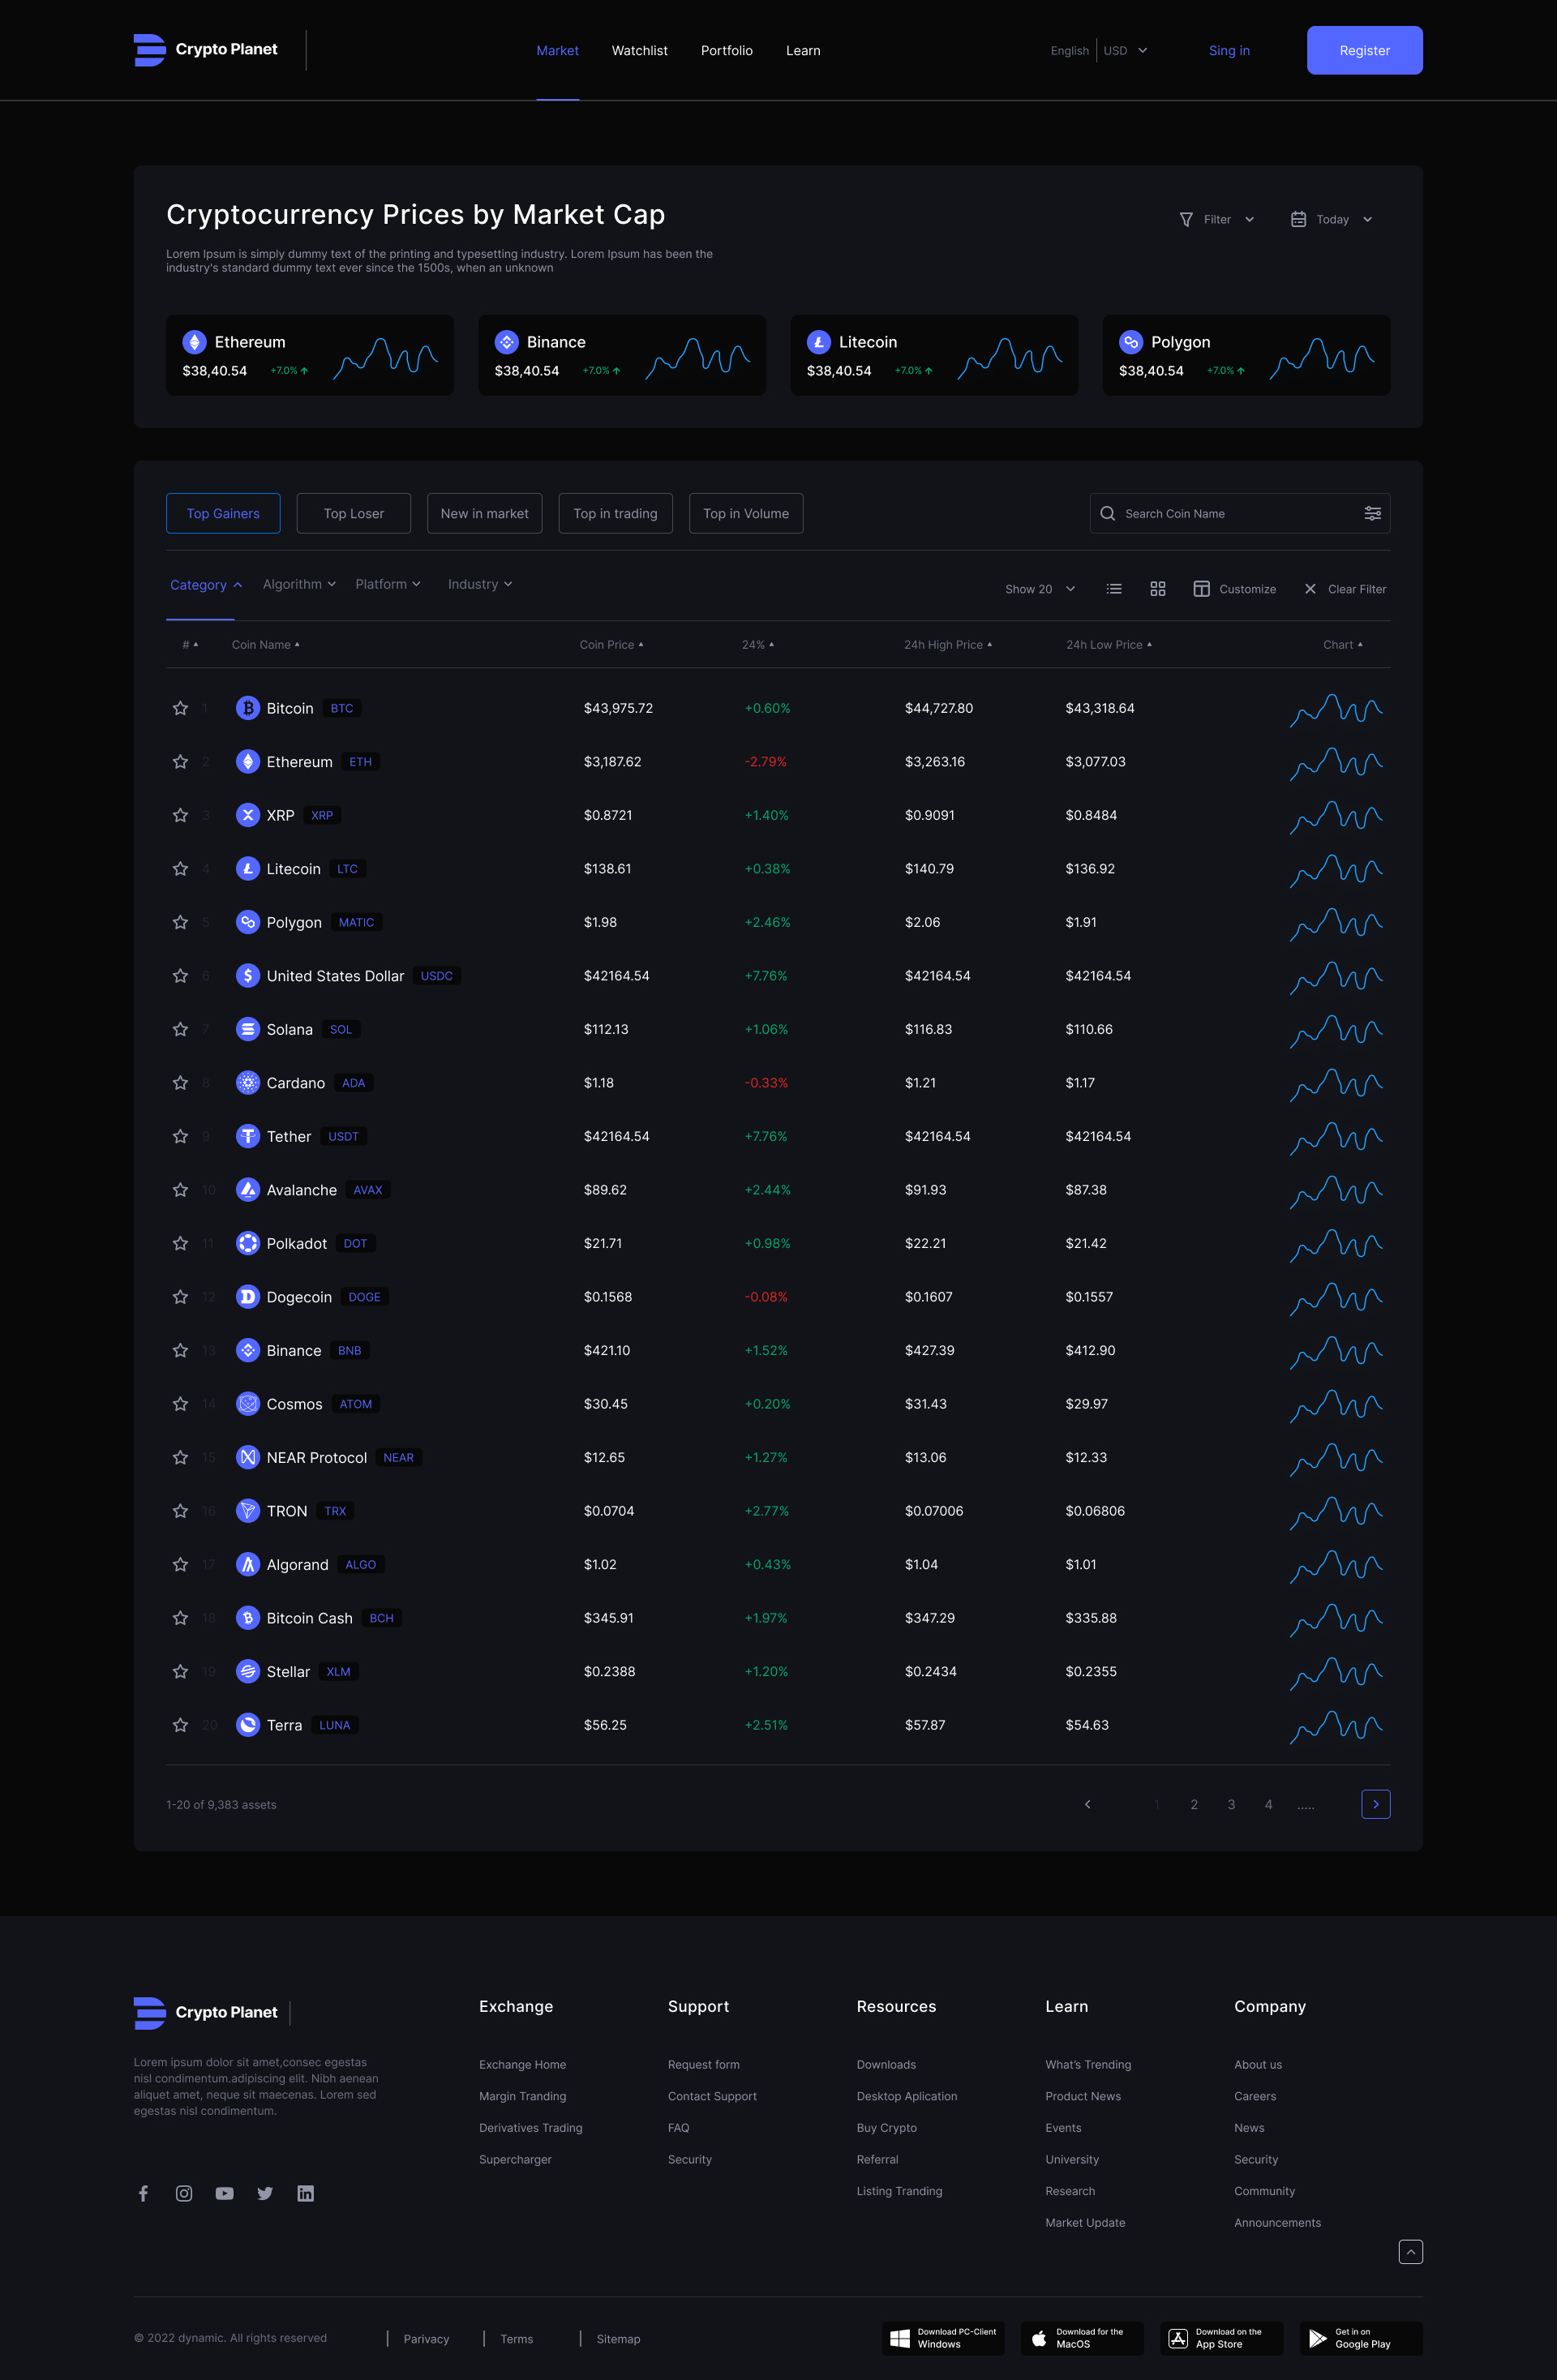 Crypto Planet
Market Watchlist Portfolio Learn
English USD
Sing in
Register
Cryptocurrency Prices by Market Cap
Filter Today
Lorem Ipsum is simply dummy text of the printing and typesetting industry. Lorem Ipsum has been the
industry's standard dummy text ever since the 1500s, when an unknown
Ethereum
$38,40.54 +7.0%
Binance
$38,40.54 +7.0%
Litecoin
$38,40.54 +7.0%
Polygon
$38,40.54 +7.0%
Top Gainers Top Loser New in market Top in trading Top in Volume
Search Coin Name
Category Algorithm Platform Industry
Show 20 Customize Clear Filter
# Coin Name Coin Price 24% 24h High Price 24h Low Price Chart
1 Bitcoin BTC $43,975.72 +0.60% $44,727.80 $43,318.64
2 Ethereum ETH $3,187.62 -2.79% $3,263.16 $3,077.03
3 XRP XRP $0.8721 +1.40% $0.9091 $0.8484
4 Litecoin LTC $138.61 +0.38% $140.79 $136.92
5 Polygon MATIC $1.98 +2.46% $2.06 $1.91
6 United States Dollar USDC $42164.54 +7.76% $42164.54 $42164.54
7 Solana SOL $112.13 +1.06% $116.83 $110.66
8 Cardano ADA $1.18 -0.33% $1.21 $1.17
9 Tether USDT $42164.54 +7.76% $42164.54 $42164.54
10 Avalanche AVAX $89.62 +2.44% $91.93 $87.38
11 Polkadot DOT $21.71 +0.98% $22.21 $21.42
12 Dogecoin DOGE $0.1568 -0.08% $0.1607 $0.1557
13 Binance BNB $421.10 +1.52% $427.39 $412.90
14 Cosmos ATOM $30.45 +0.20% $31.43 $29.97
15 NEAR Protocol NEAR $12.65 +1.27% $13.06 $12.33
16 TRON TRX $0.0704 +2.77% $0.07006 $0.06806
17 Algorand ALGO $1.02 +0.43% $1.04 $1.01
18 Bitcoin Cash BCH $345.91 +1.97% $347.29 $335.88
19 Stellar XLM $0.2388 +1.20% $0.2434 $0.2355
20 Terra LUNA $56.25 +2.51% $57.87 $54.63
1-20 of 9,383 assets
1 2 3 4 .....
Crypto Planet
Lorem ipsum dolor sit amet,consec egestas
nisl condimentum.adipiscing elit. Nibh aenean
aliquet amet, neque sit maecenas. Lorem sed
egestas nisl condimentum.
Exchange
Exchange Home
Margin Tranding
Derivatives Trading
Supercharger
Support
Request form
Contact Support
FAQ
Security
Resources
Downloads
Desktop Aplication
Buy Crypto
Referral
Listing Tranding
Learn
What's Trending
Product News
Events
University
Research
Market Update
Company
About us
Careers
News
Security
Community
Announcements
© 2022 dynamic. All rights reserved
Parivacy
Terms
Sitemap
Download PC-Client
Windows
Download for the
MacOS
Download on the
App Store
Get in on
Google Play